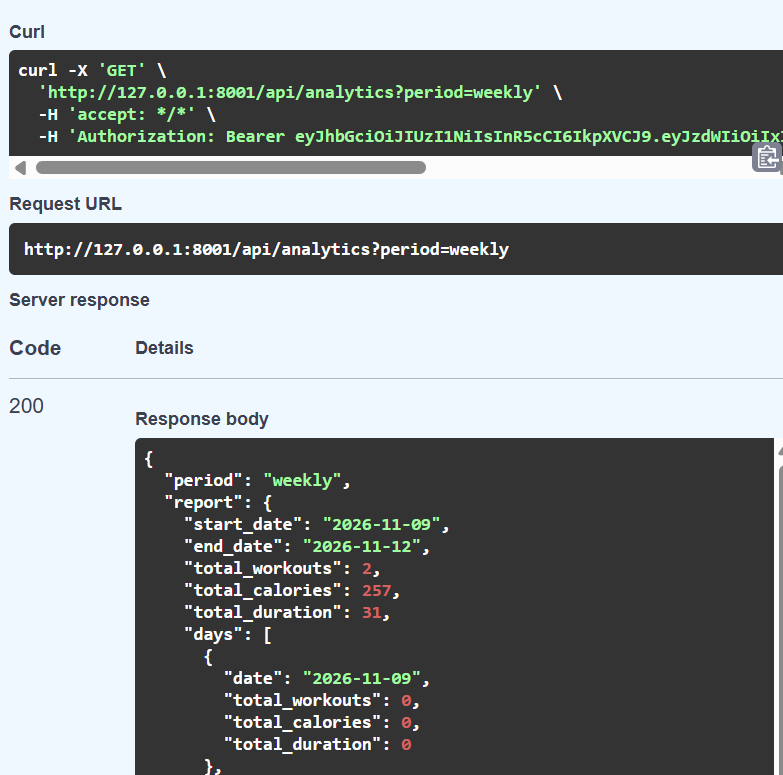 Curl
curl -X 'GET' \
'http://127.0.0.1:8001/api/analytics?period=weekly' \
-H 'accept: */*' \
-H 'Authorization: Bearer eyJhbGciOiJIUzI1NiIsInR5cCI6IkpXVCJ9.eyJzdWIiOiIxI
Request URL
http://127.0.0.1:8001/api/analytics?period=weekly
Server response
Code Details
200
Response body
{
"period": "weekly",
"report": {
"start_date": "2026-11-09",
"end_date": "2026-11-12",
"total_workouts": 2,
"total_calories": 257,
"total_duration": 31,
"days": [
{
"date": "2026-11-09",
"total_workouts": 0,
"total_calories": 0,
"total_duration": 0
},